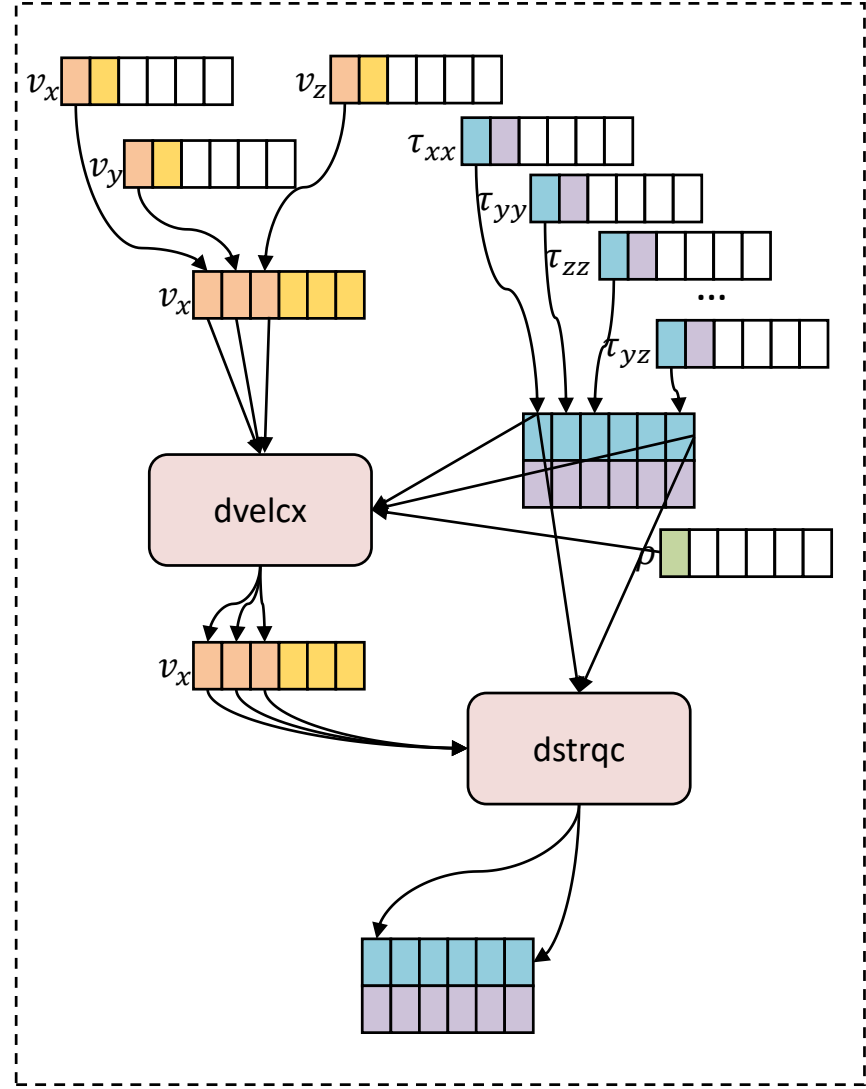 v_x
v_z
v_y
τ_xx
τ_yy
τ_zz
...
τ_yz
v_x
dvelcx
ρ
v_x
dstrqc